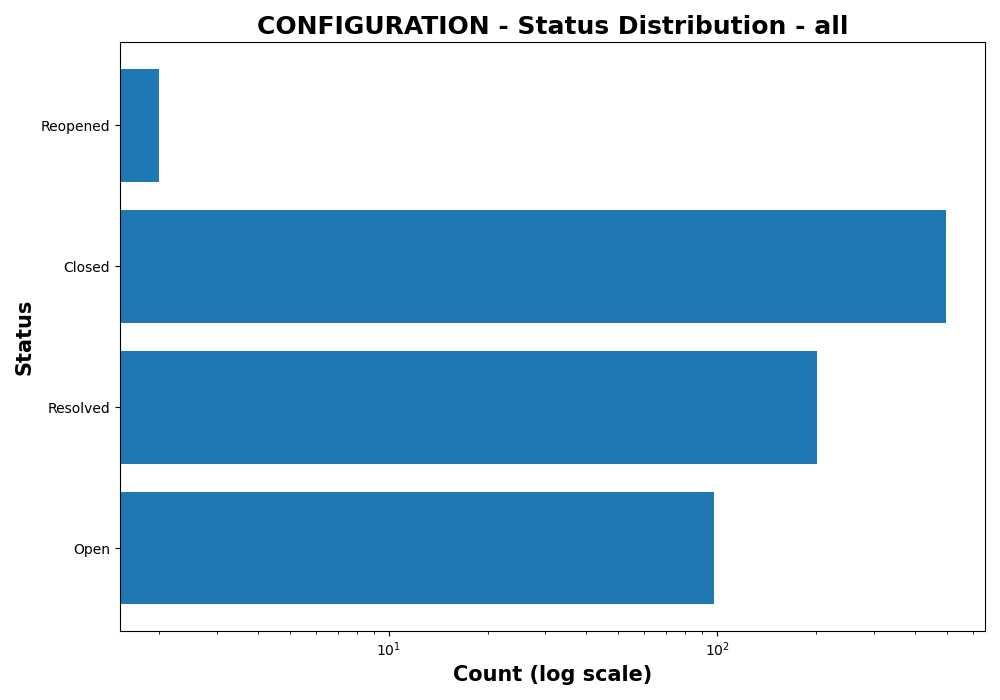 CONFIGURATION - Status Distribution - all
Reopened
Closed
Resolved
Open
Status
10¹
10²
Count (log scale)